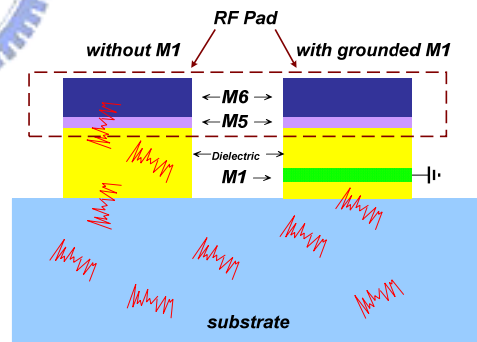 RF Pad
without M1
with grounded M1
M6
M5
Dielectric
M1
substrate